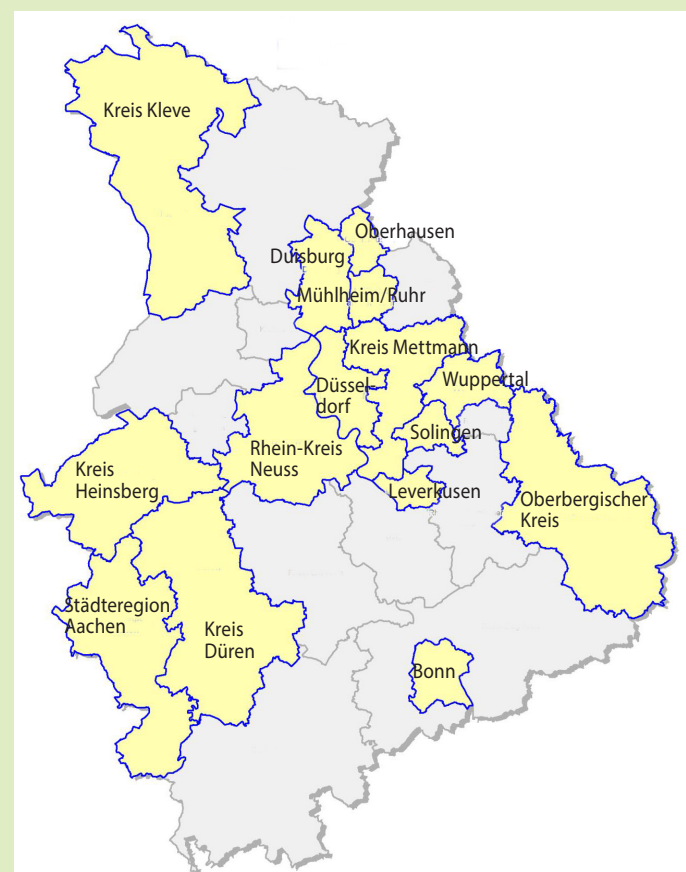 Kreis Kleve
Oberhausen
Duisburg
Mühlheim/Ruhr
Kreis Mettmann
Wuppertal
Düssel-
dorf
Solingen
Rhein-Kreis
Neuss
Kreis
Heinsberg
Leverkusen
Oberbergischer
Kreis
Städteregion
Aachen
Kreis
Düren
Bonn